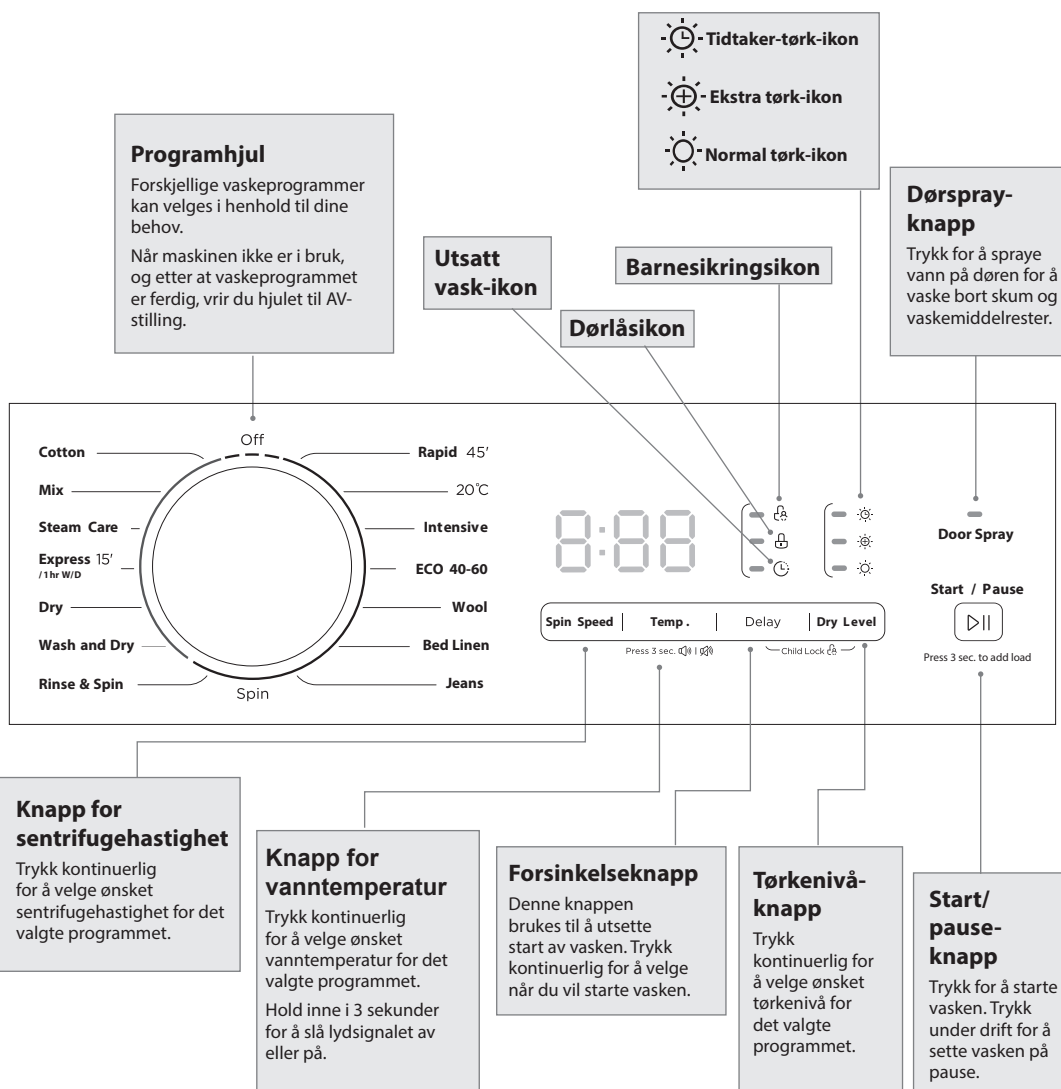 Tidtaker-tørk-ikon
Ekstra tørk-ikon
Normal tørk-ikon
Programhjul
Forskjellige vaskeprogrammer
kan velges i henhold til dine
behov.
Når maskinen ikke er i bruk,
og etter at vaskeprogrammet
er ferdig, vrir du hjulet til AV-
stilling.
Utsatt
vask-ikon
Barnesikringsikon
Dørlåsikon
Dørspray-
knapp
Trykk for å spraye
vann på døren for å
vaske bort skum og
vaskemiddelrester.
Off
Cotton
Mix
Steam Care
Express 15'
/1hr W/D
Dry
Wash and Dry
Rinse & Spin
Spin
Rapid 45'
20°C
Intensive
ECO 40-60
Wool
Bed Linen
Jeans
8:88
Spin Speed
Temp.
Delay
Dry Level
Press 3 sec.
Child Lock
Door Spray
Start / Pause
Press 3 sec. to add load
Knapp for
sentrifugehastighet
Trykk kontinuerlig
for å velge ønsket
sentrifugehastighet for det
valgte programmet.
Knapp for
vanntemperatur
Trykk kontinuerlig
for å velge ønsket
vanntemperatur for det
valgte programmet.
Hold inne i 3 sekunder
for å slå lydsignalet av
eller på.
Forsinkelseknapp
Denne knappen
brukes til å utsette
start av vasken. Trykk
kontinuerlig for å velge
når du vil starte vasken.
Tørkenivå-
knapp
Trykk
kontinuerlig for
å velge ønsket
tørkenivå for
det valgte
programmet.
Start/
pause-
knapp
Trykk for å starte
vasken. Trykk
under drift for å
sette vasken på
pause.